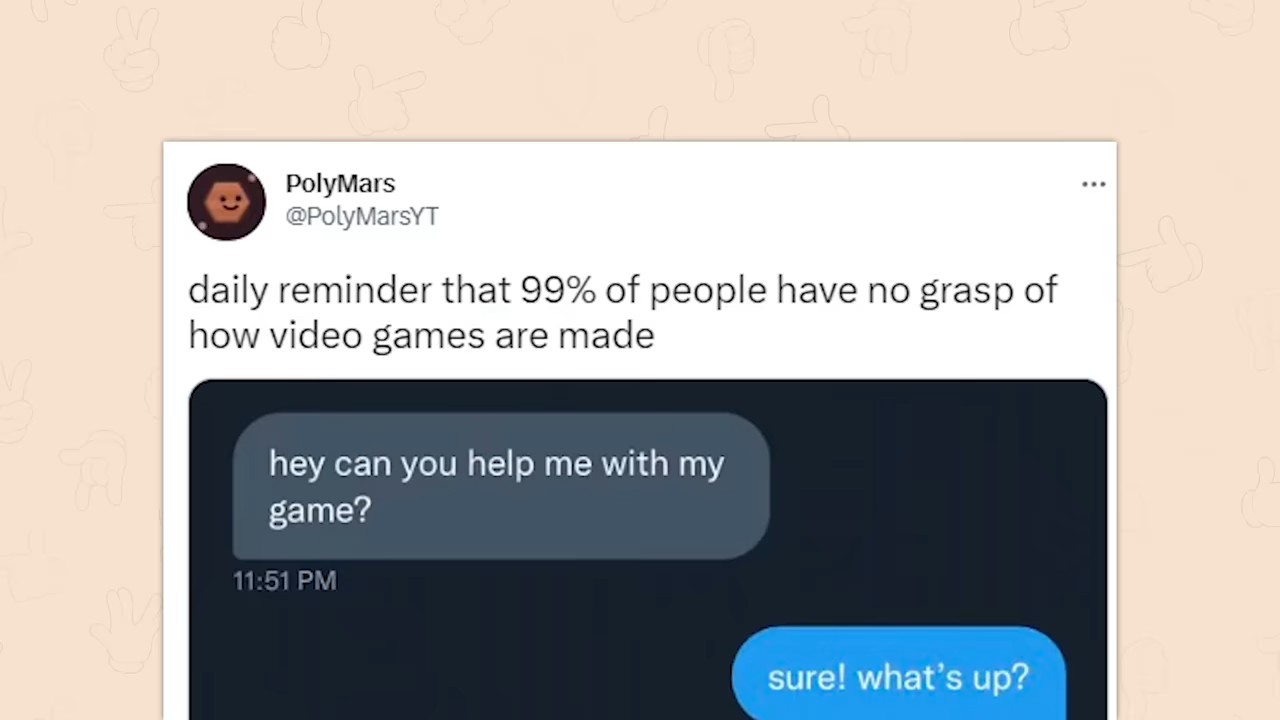 PolyMars
@PolyMarsYT
daily reminder that 99% of people have no grasp of
how video games are made
hey can you help me with my
game?
11:51 PM
sure! what's up?